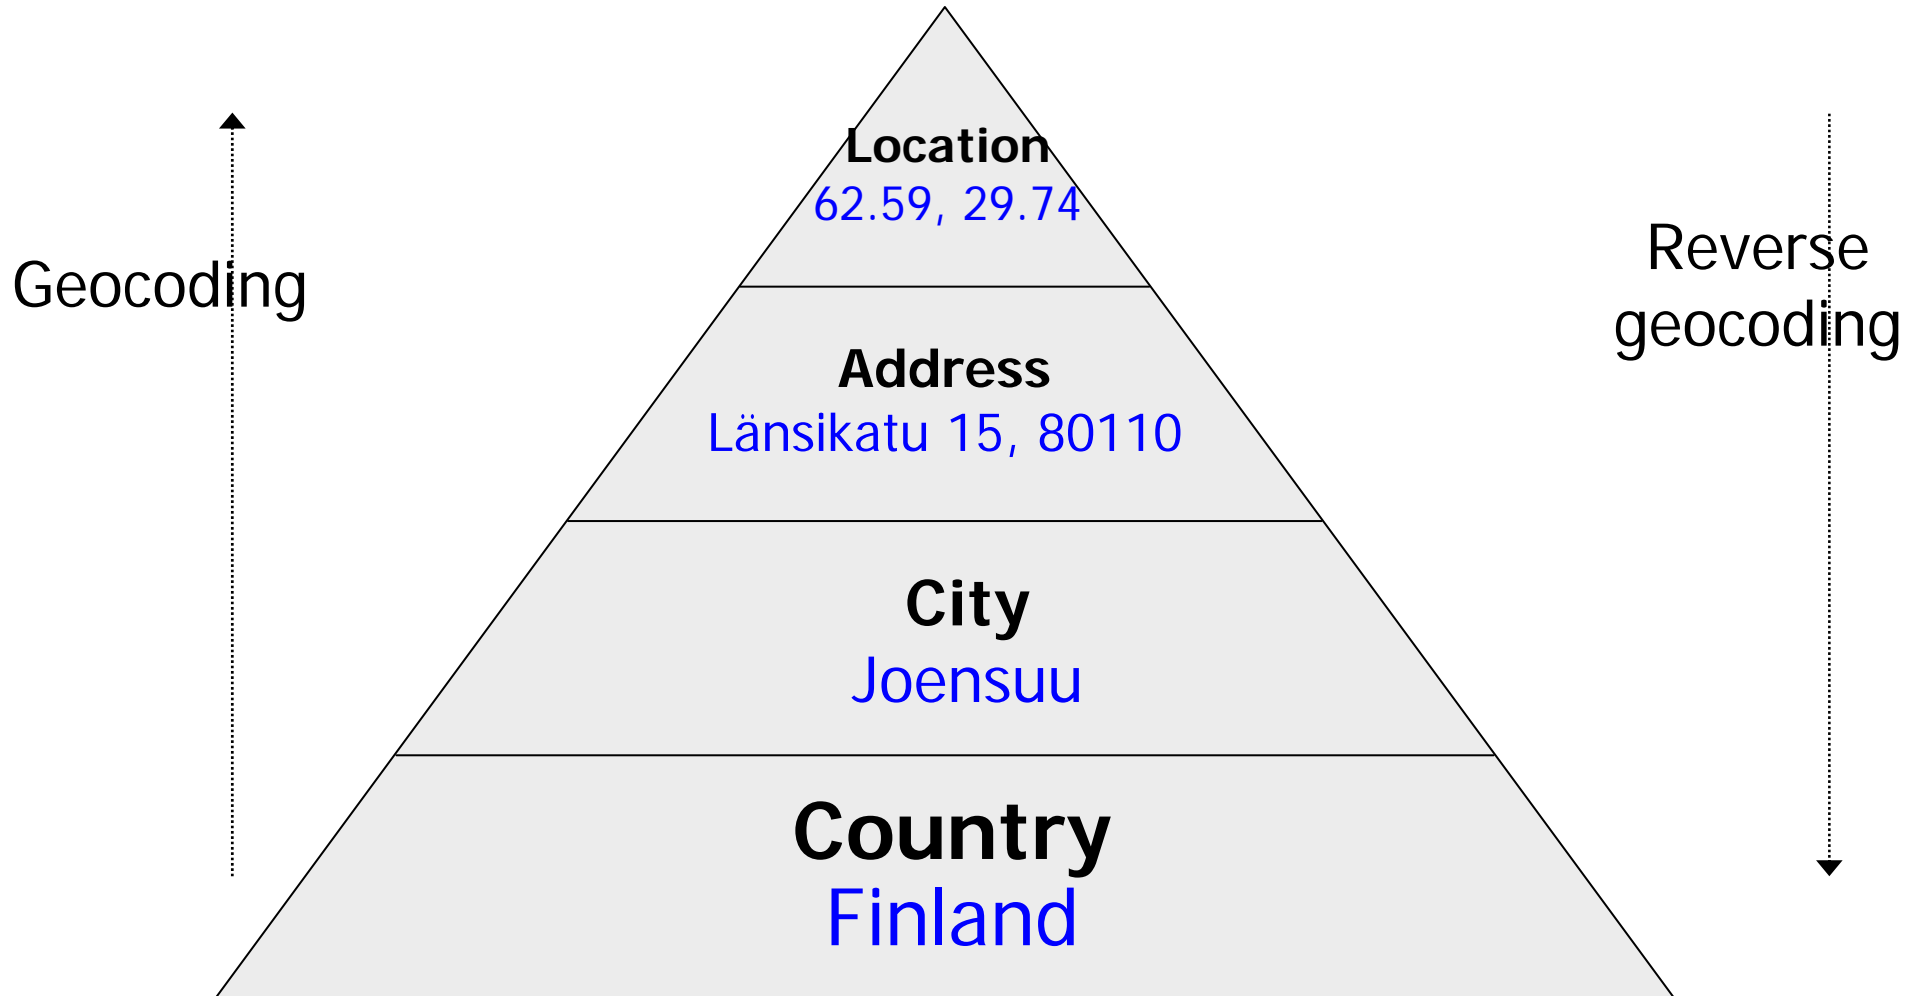 Location
62.59, 29.74
Geocoding
Reverse
geocoding
Address
Länsikatu 15, 80110
City
Joensuu
Country
Finland